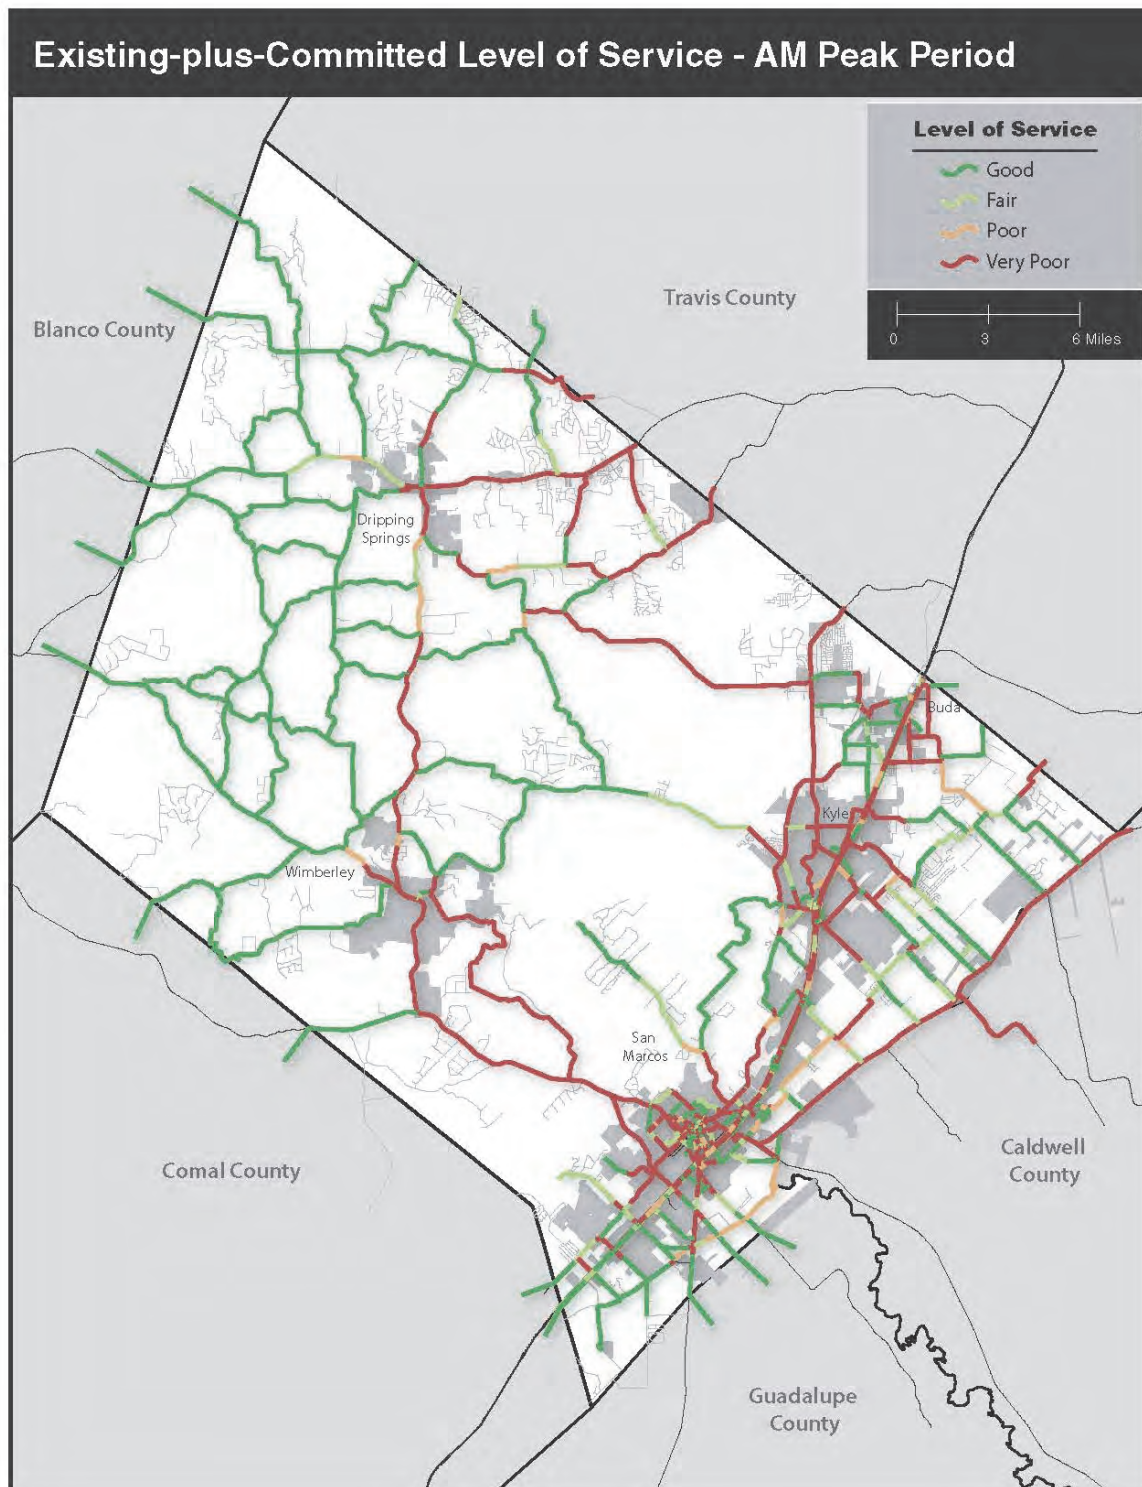 Existing-plus-Committed Level of Service - AM Peak Period
Level of Service
Good
Fair
Poor
Very Poor
0 3 6 Miles
Travis County
Blanco County
Dripping
Springs
Buda
Kyle
Wimberley
San
Marcos
Caldwell
County
Comal County
Guadalupe
County